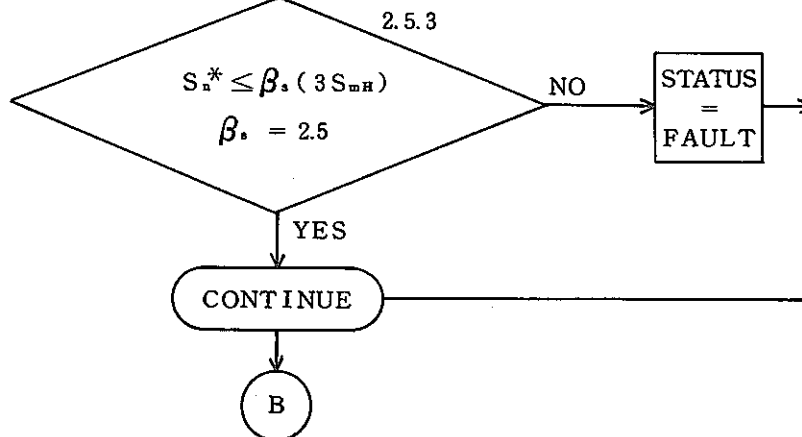 2.5.3
Sn* ≤ βs ( 3 SmH)
βs = 2.5
NO
STATUS
=
FAULT
YES
CONTINUE
B